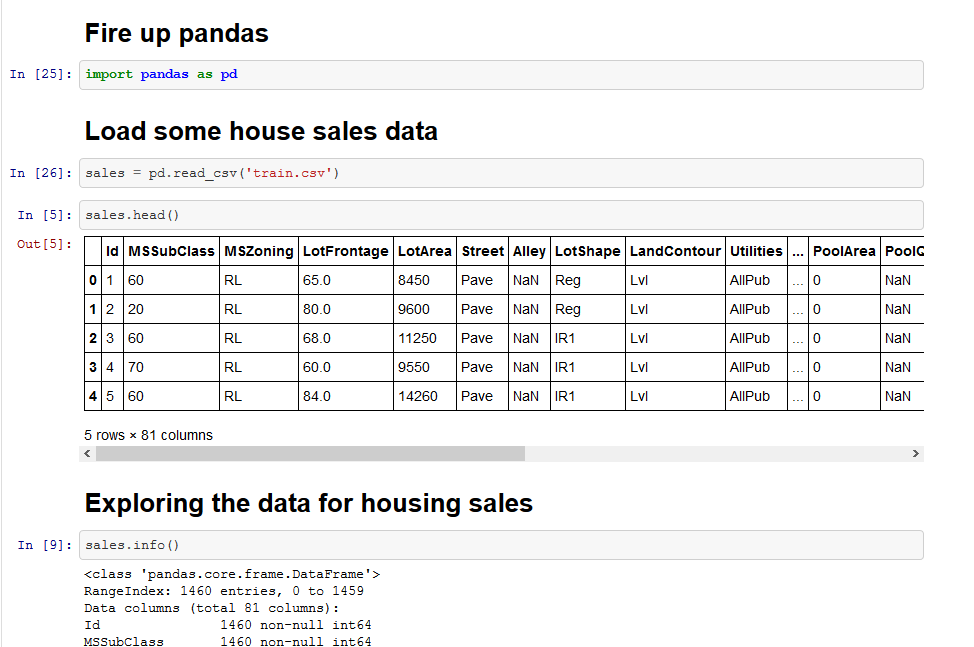 Fire up pandas
In [25]: import pandas as pd
Load some house sales data
In [26]: sales = pd.read_csv('train.csv')
In [5]: sales.head()
Out[5]:
Id MSSubClass MSZoning LotFrontage LotArea Street Alley LotShape LandContour Utilities ... PoolArea PoolQ
0 1 60 RL 65.0 8450 Pave NaN Reg Lvl AllPub ... 0 NaN
1 2 20 RL 80.0 9600 Pave NaN Reg Lvl AllPub ... 0 NaN
2 3 60 RL 68.0 11250 Pave NaN IR1 Lvl AllPub ... 0 NaN
3 4 70 RL 60.0 9550 Pave NaN IR1 Lvl AllPub ... 0 NaN
4 5 60 RL 84.0 14260 Pave NaN IR1 Lvl AllPub ... 0 NaN
5 rows × 81 columns
Exploring the data for housing sales
In [9]: sales.info()
<class 'pandas.core.frame.DataFrame'>
RangeIndex: 1460 entries, 0 to 1459
Data columns (total 81 columns):
Id 1460 non-null int64
MSSubClass 1460 non-null int64